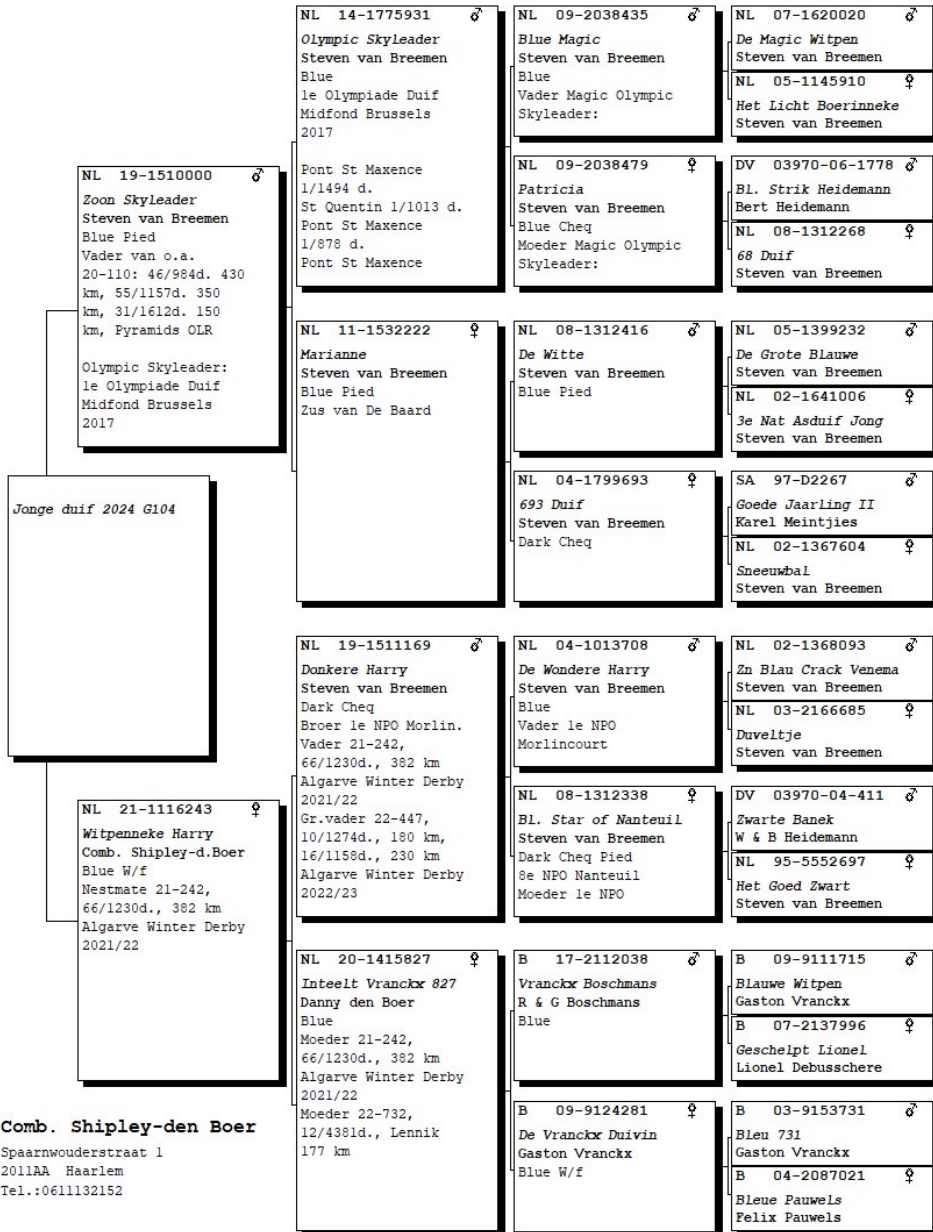 Jonge duif 2024 G104
NL 19-1510000 ♂
Zoon Skyleader
Steven van Breemen
Blue Pied
Vader van o.a.
20-110: 46/984d. 430
km, 55/1157d. 350
km, 31/1612d. 150
km, Pyramids OLR
Olympic Skyleader:
1e Olympiade Duif
Midfond Brussels
2017
NL 21-1116243 ♀
Witpenneke Harry
Comb. Shipley-d.Boer
Blue W/f
Nestmate 21-242,
66/1230d., 382 km
Algarve Winter Derby
2021/22
NL 14-1775931 ♂
Olympic Skyleader
Steven van Breemen
Blue
1e Olympiade Duif
Midfond Brussels
2017
Pont St Maxence
1/1494 d.
St Quentin 1/1013 d.
Pont St Maxence
1/878 d.
Pont St Maxence
NL 11-1532222 ♀
Marianne
Steven van Breemen
Blue Pied
Zus van De Baard
NL 19-1511169 ♂
Donkere Harry
Steven van Breemen
Dark Cheq
Broer 1e NPO Morlin.
Vader 21-242,
66/1230d., 382 km
Algarve Winter Derby
2021/22
Gr.vader 22-447,
10/1274d., 180 km,
16/1158d., 230 km
Algarve Winter Derby
2022/23
NL 20-1415827 ♀
Inteelt Vranckx 827
Danny den Boer
Blue
Moeder 21-242,
66/1230d., 382 km
Algarve Winter Derby
2021/22
Moeder 22-732,
12/4381d., Lennik
177 km
NL 09-2038435 ♂
Blue Magic
Steven van Breemen
Blue
Vader Magic Olympic
Skyleader:
NL 09-2038479 ♀
Patricia
Steven van Breemen
Blue Cheq
Moeder Magic Olympic
Skyleader:
NL 08-1312416 ♂
De Witte
Steven van Breemen
Blue Pied
NL 04-1799693 ♀
693 Duif
Steven van Breemen
Dark Cheq
NL 04-1013708 ♂
De Wondere Harry
Steven van Breemen
Blue
Vader 1e NPO
Morlincourt
NL 08-1312338 ♀
Bl. Star of Nanteuil
Steven van Breemen
Dark Cheq Pied
8e NPO Nanteuil
Moeder 1e NPO
B 17-2112038 ♂
Vranckx Boschmans
R & G Boschmans
Blue
B 09-9124281 ♀
De Vranckx Duivin
Gaston Vranckx
Blue W/f
NL 07-1620020 ♂
De Magic Witpen
Steven van Breemen
NL 05-1145910 ♀
Het Licht Boerinneke
Steven van Breemen
DV 03970-06-1778 ♂
Bl. Strik Heidemann
Bert Heidemann
NL 08-1312268 ♀
68 Duif
Steven van Breemen
NL 05-1399232 ♂
De Grote Blauwe
Steven van Breemen
NL 02-1641006 ♀
3e Nat Asduif Jong
Steven van Breemen
SA 97-D2267 ♂
Goede Jaarling II
Karel Meintjies
NL 02-1367604 ♀
Sneeuwbal
Steven van Breemen
NL 02-1368093 ♂
Zn Blau Crack Venema
Steven van Breemen
NL 03-2166685 ♀
Duveltje
Steven van Breemen
DV 03970-04-411 ♂
Zwarte Banek
W & B Heidemann
NL 95-5552697 ♀
Het Goed Zwart
Steven van Breemen
B 09-9111715 ♂
Blauwe Witpen
Gaston Vranckx
B 07-2137996 ♀
Geschelpt Lionel
Lionel Debusschere
B 03-9153731 ♂
Bleu 731
Gaston Vranckx
B 04-2087021 ♀
Bleue Pauwels
Felix Pauwels
Comb. Shipley-den Boer
Spaarnwouderstraat 1
2011AA Haarlem
Tel.:0611132152